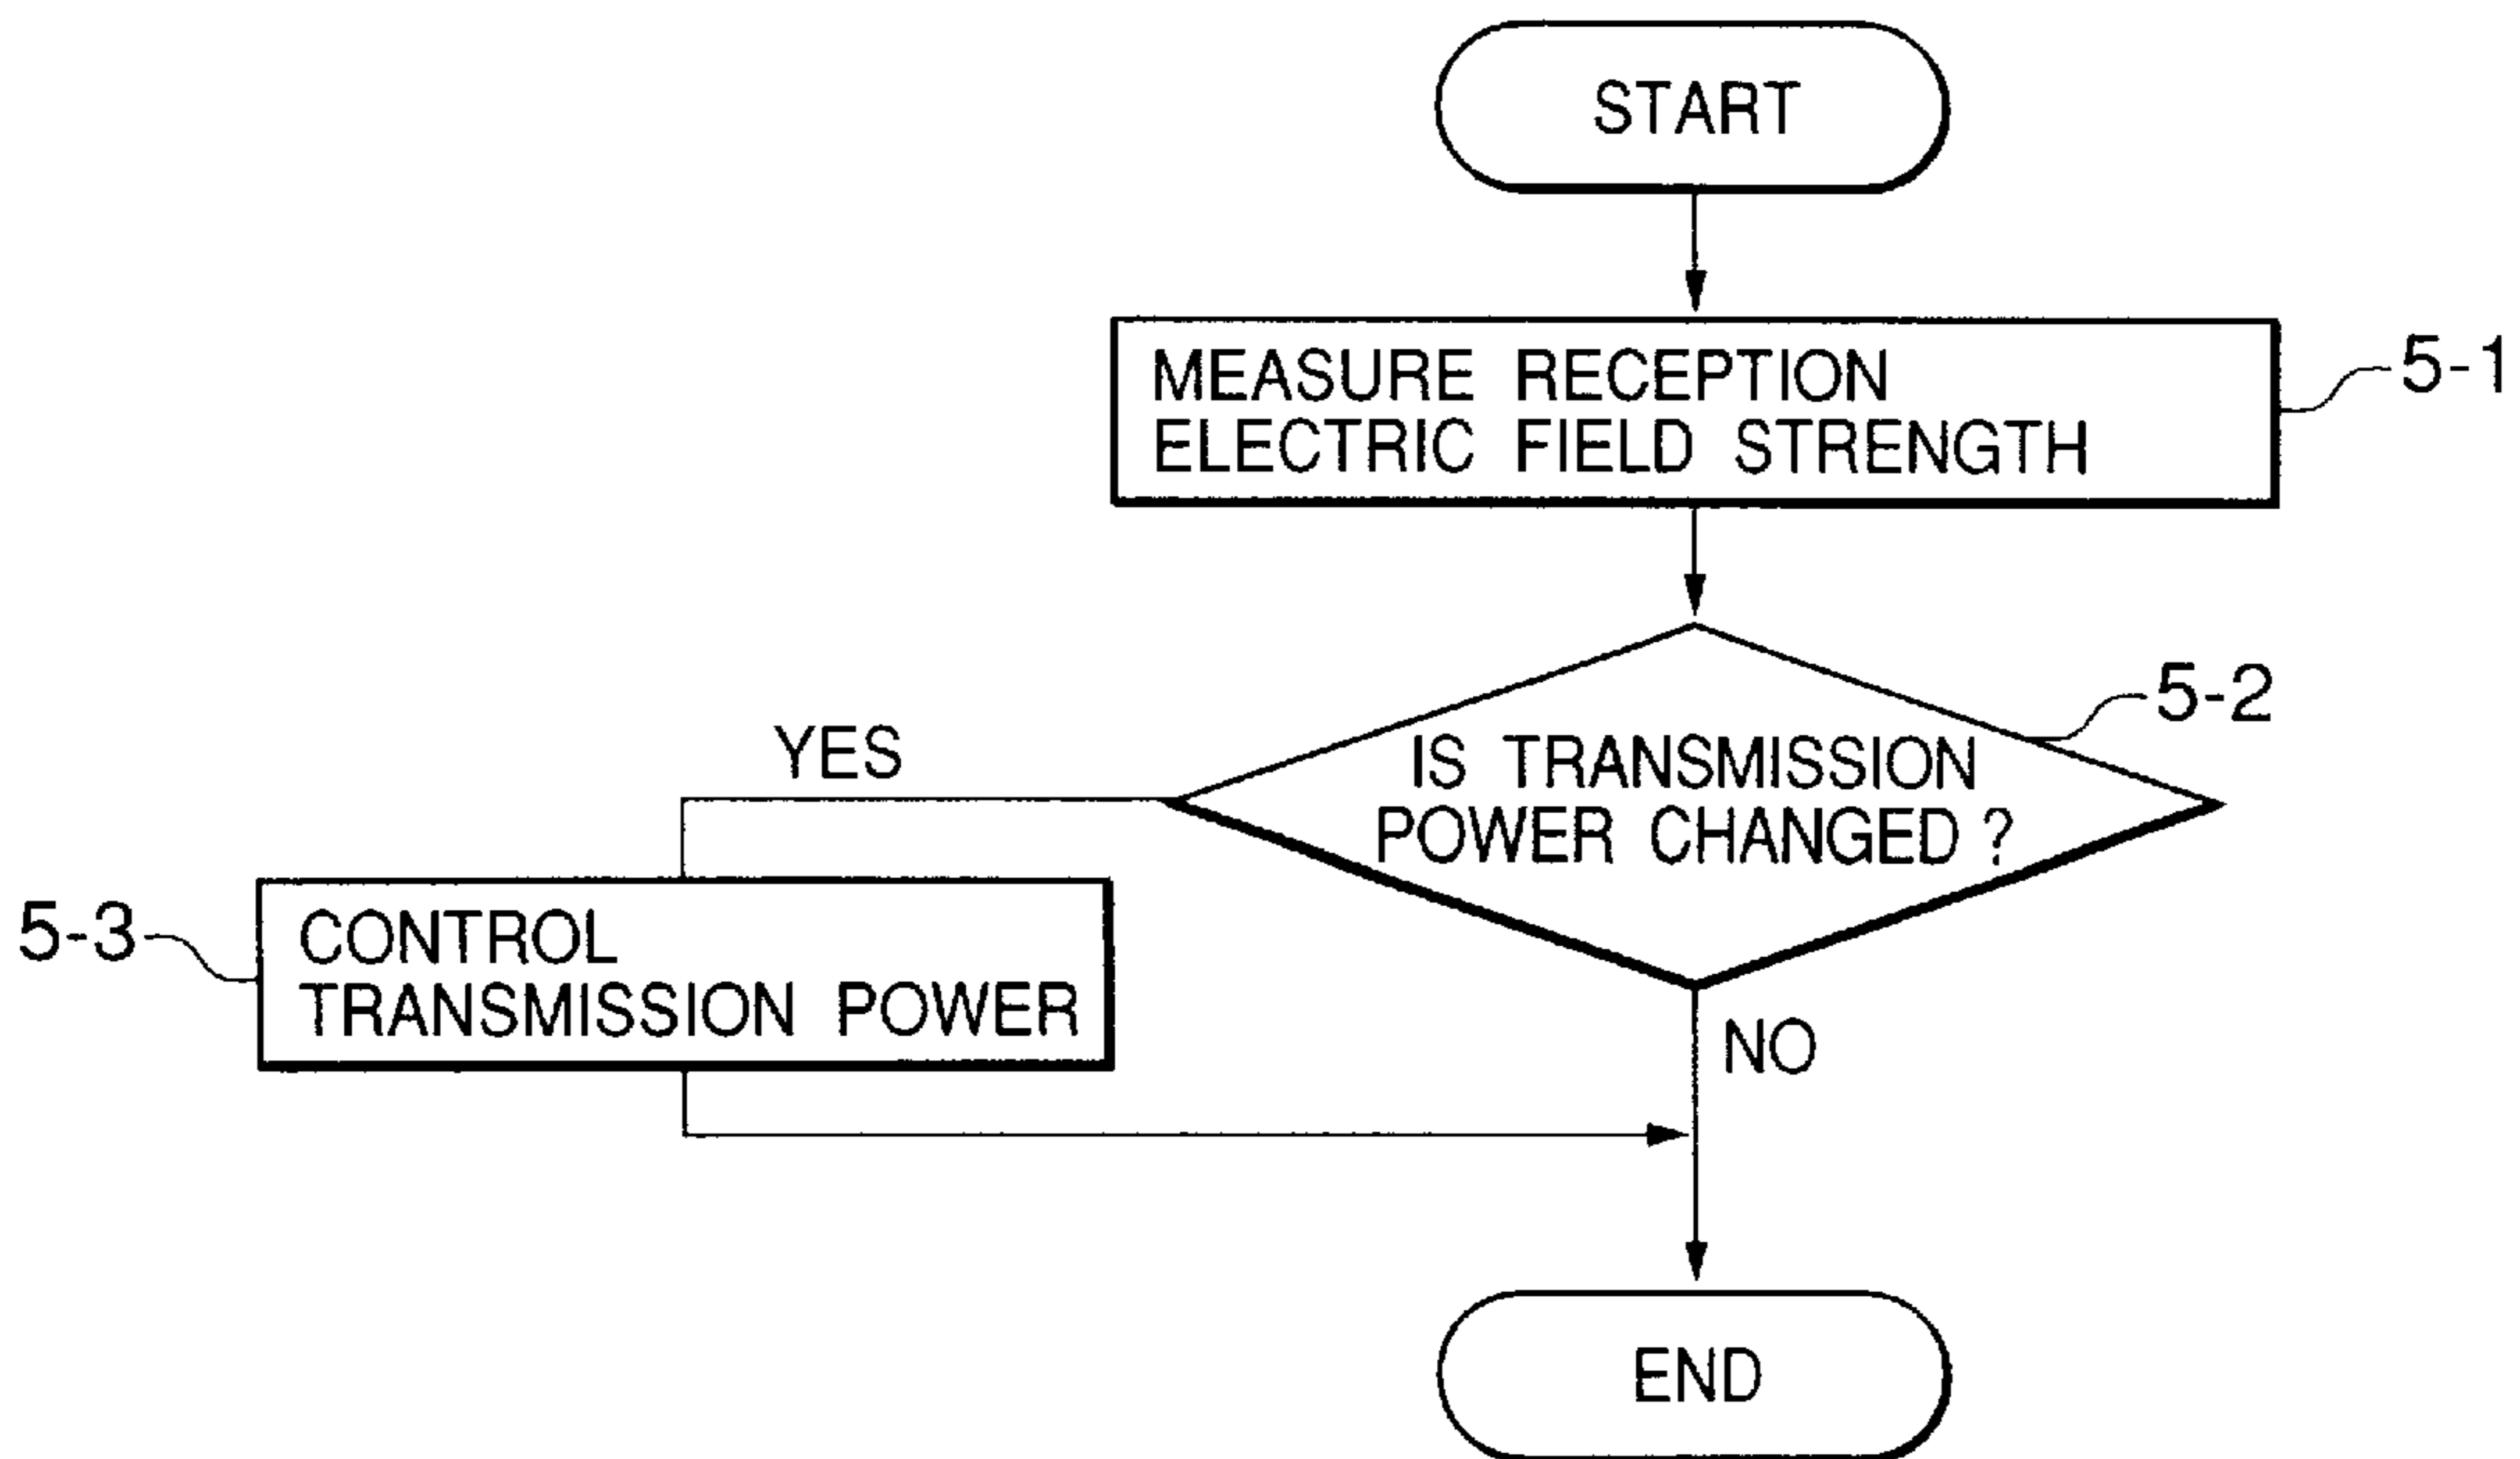 START
MEASURE RECEPTION
ELECTRIC FIELD STRENGTH
5-1
5-2
IS TRANSMISSION
POWER CHANGED ?
YES
5-3
CONTROL
TRANSMISSION POWER
NO
END